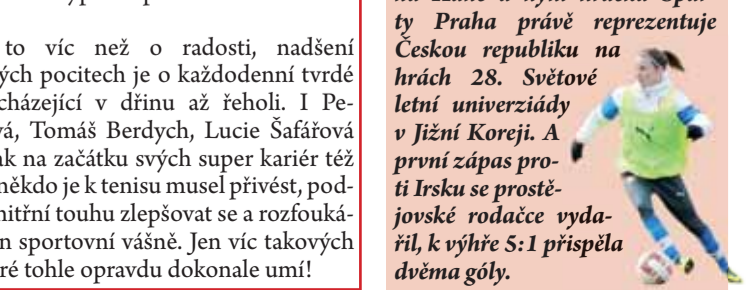 to víc než o radosti, nadšení
ých pocitech je o každodenní tvrdé
cházející v dřinu až řeholi. I Pe-
vá, Tomáš Berdych, Lucie Šafářová
ak na začátku svých super kariér též
někdo je k tenisu musel přivést, pod-
nitřní touhu zlepšovat se a rozfouká-
n sportovní vášně. Jen víc takových
ré tohle opravdu dokonale umí!
ty Praha právě reprezentuje
Českou republiku na
hrách 28. Světové
letní univerziády
v Jižní Koreji. A
první zápas pro-
ti Irsku se prostě-
jovské rodačce vyda-
řil, k výhře 5:1 přispěla
dvěma góly.